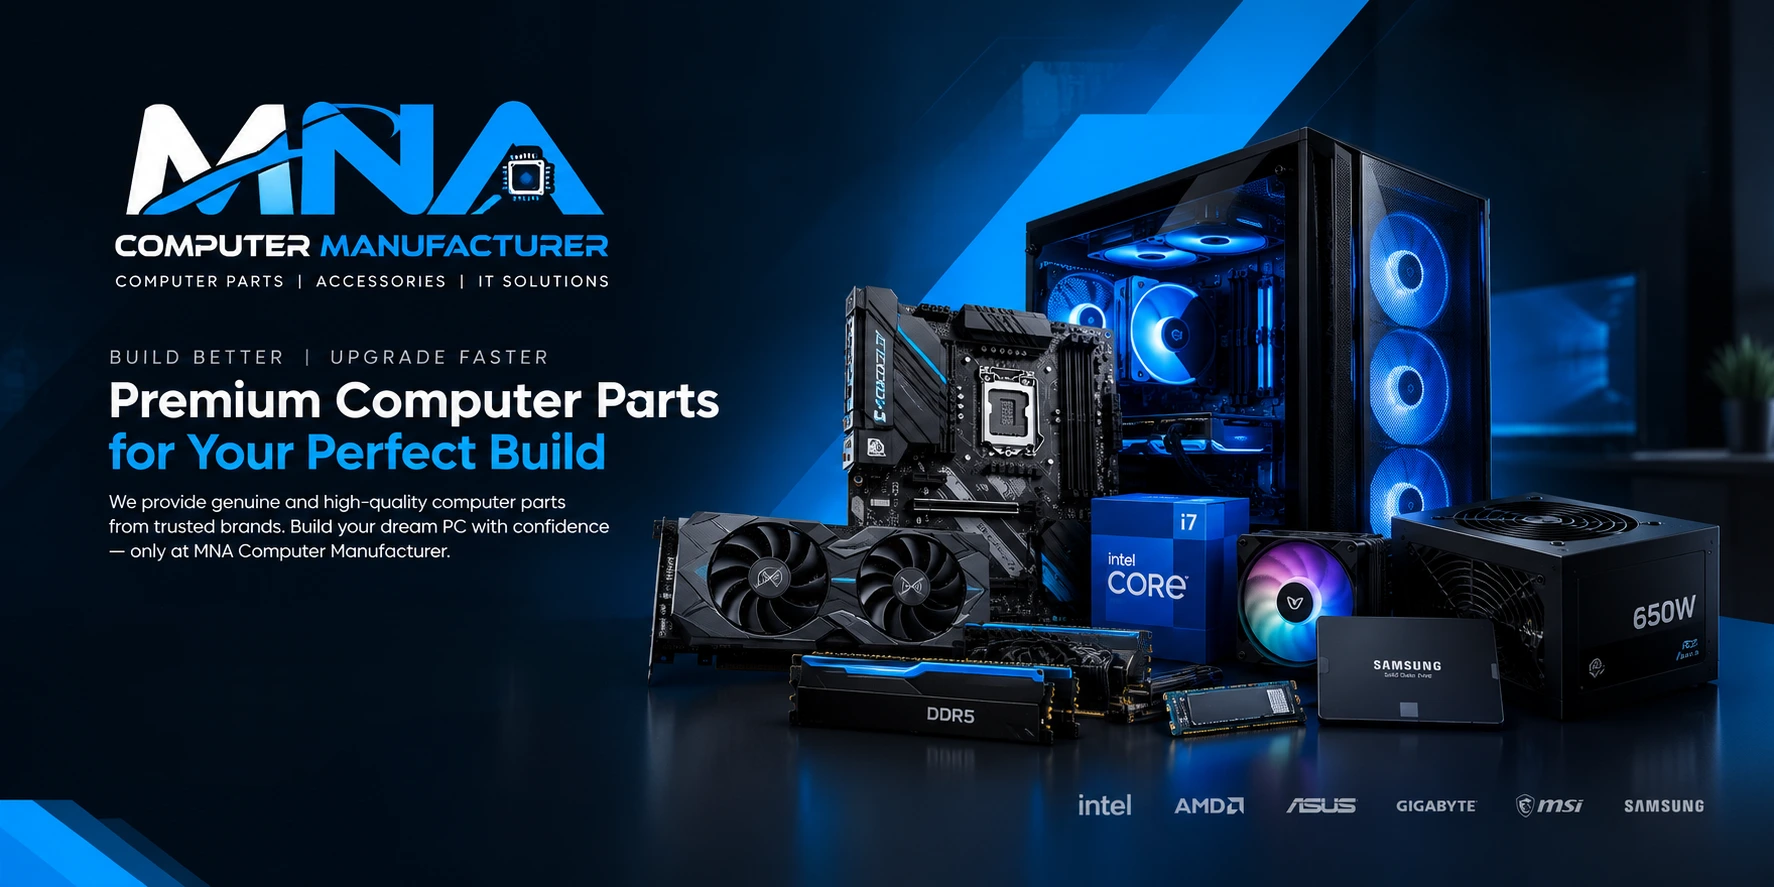 MNA
COMPUTER MANUFACTURER
COMPUTER PARTS | ACCESSORIES | IT SOLUTIONS
BUILD BETTER | UPGRADE FASTER
Premium Computer Parts
for Your Perfect Build
We provide genuine and high-quality computer parts
from trusted brands. Build your dream PC with confidence
— only at MNA Computer Manufacturer.
i7
intel
CORE
650W
SAMSUNG
DDR5
intel AMD ASUS GIGABYTE msi SAMSUNG